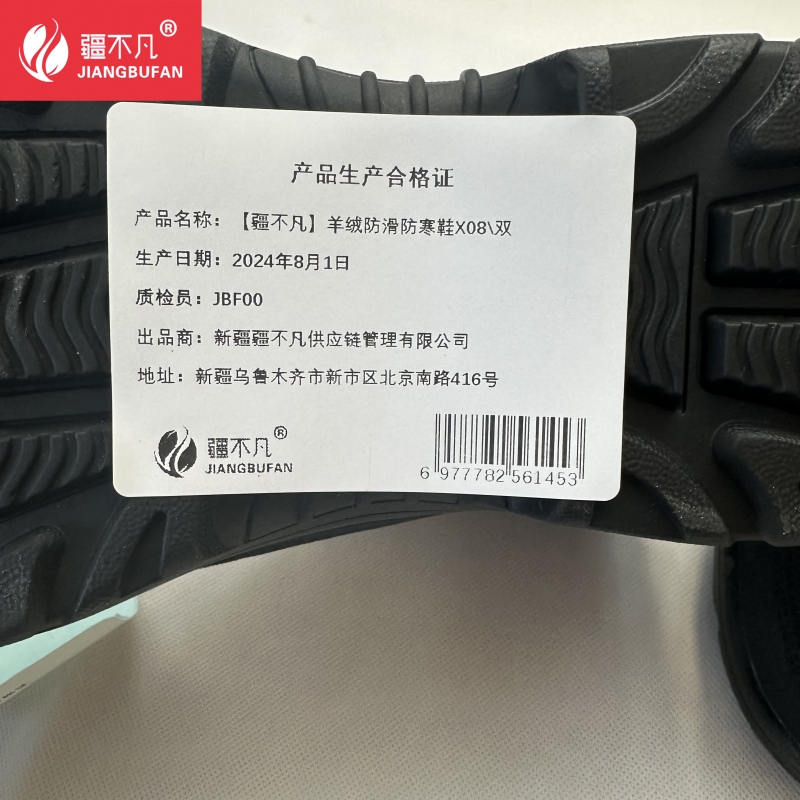 疆不凡®
JIANGBUFAN
产品生产合格证
产品名称：【疆不凡】羊绒防滑防寒鞋X08\双
生产日期：2024年8月1日
质检员：JBF00
出品商：新疆疆不凡供应链管理有限公司
地址：新疆乌鲁木齐市新市区北京南路416号
疆不凡®
JIANGBUFAN
6 977782 561453